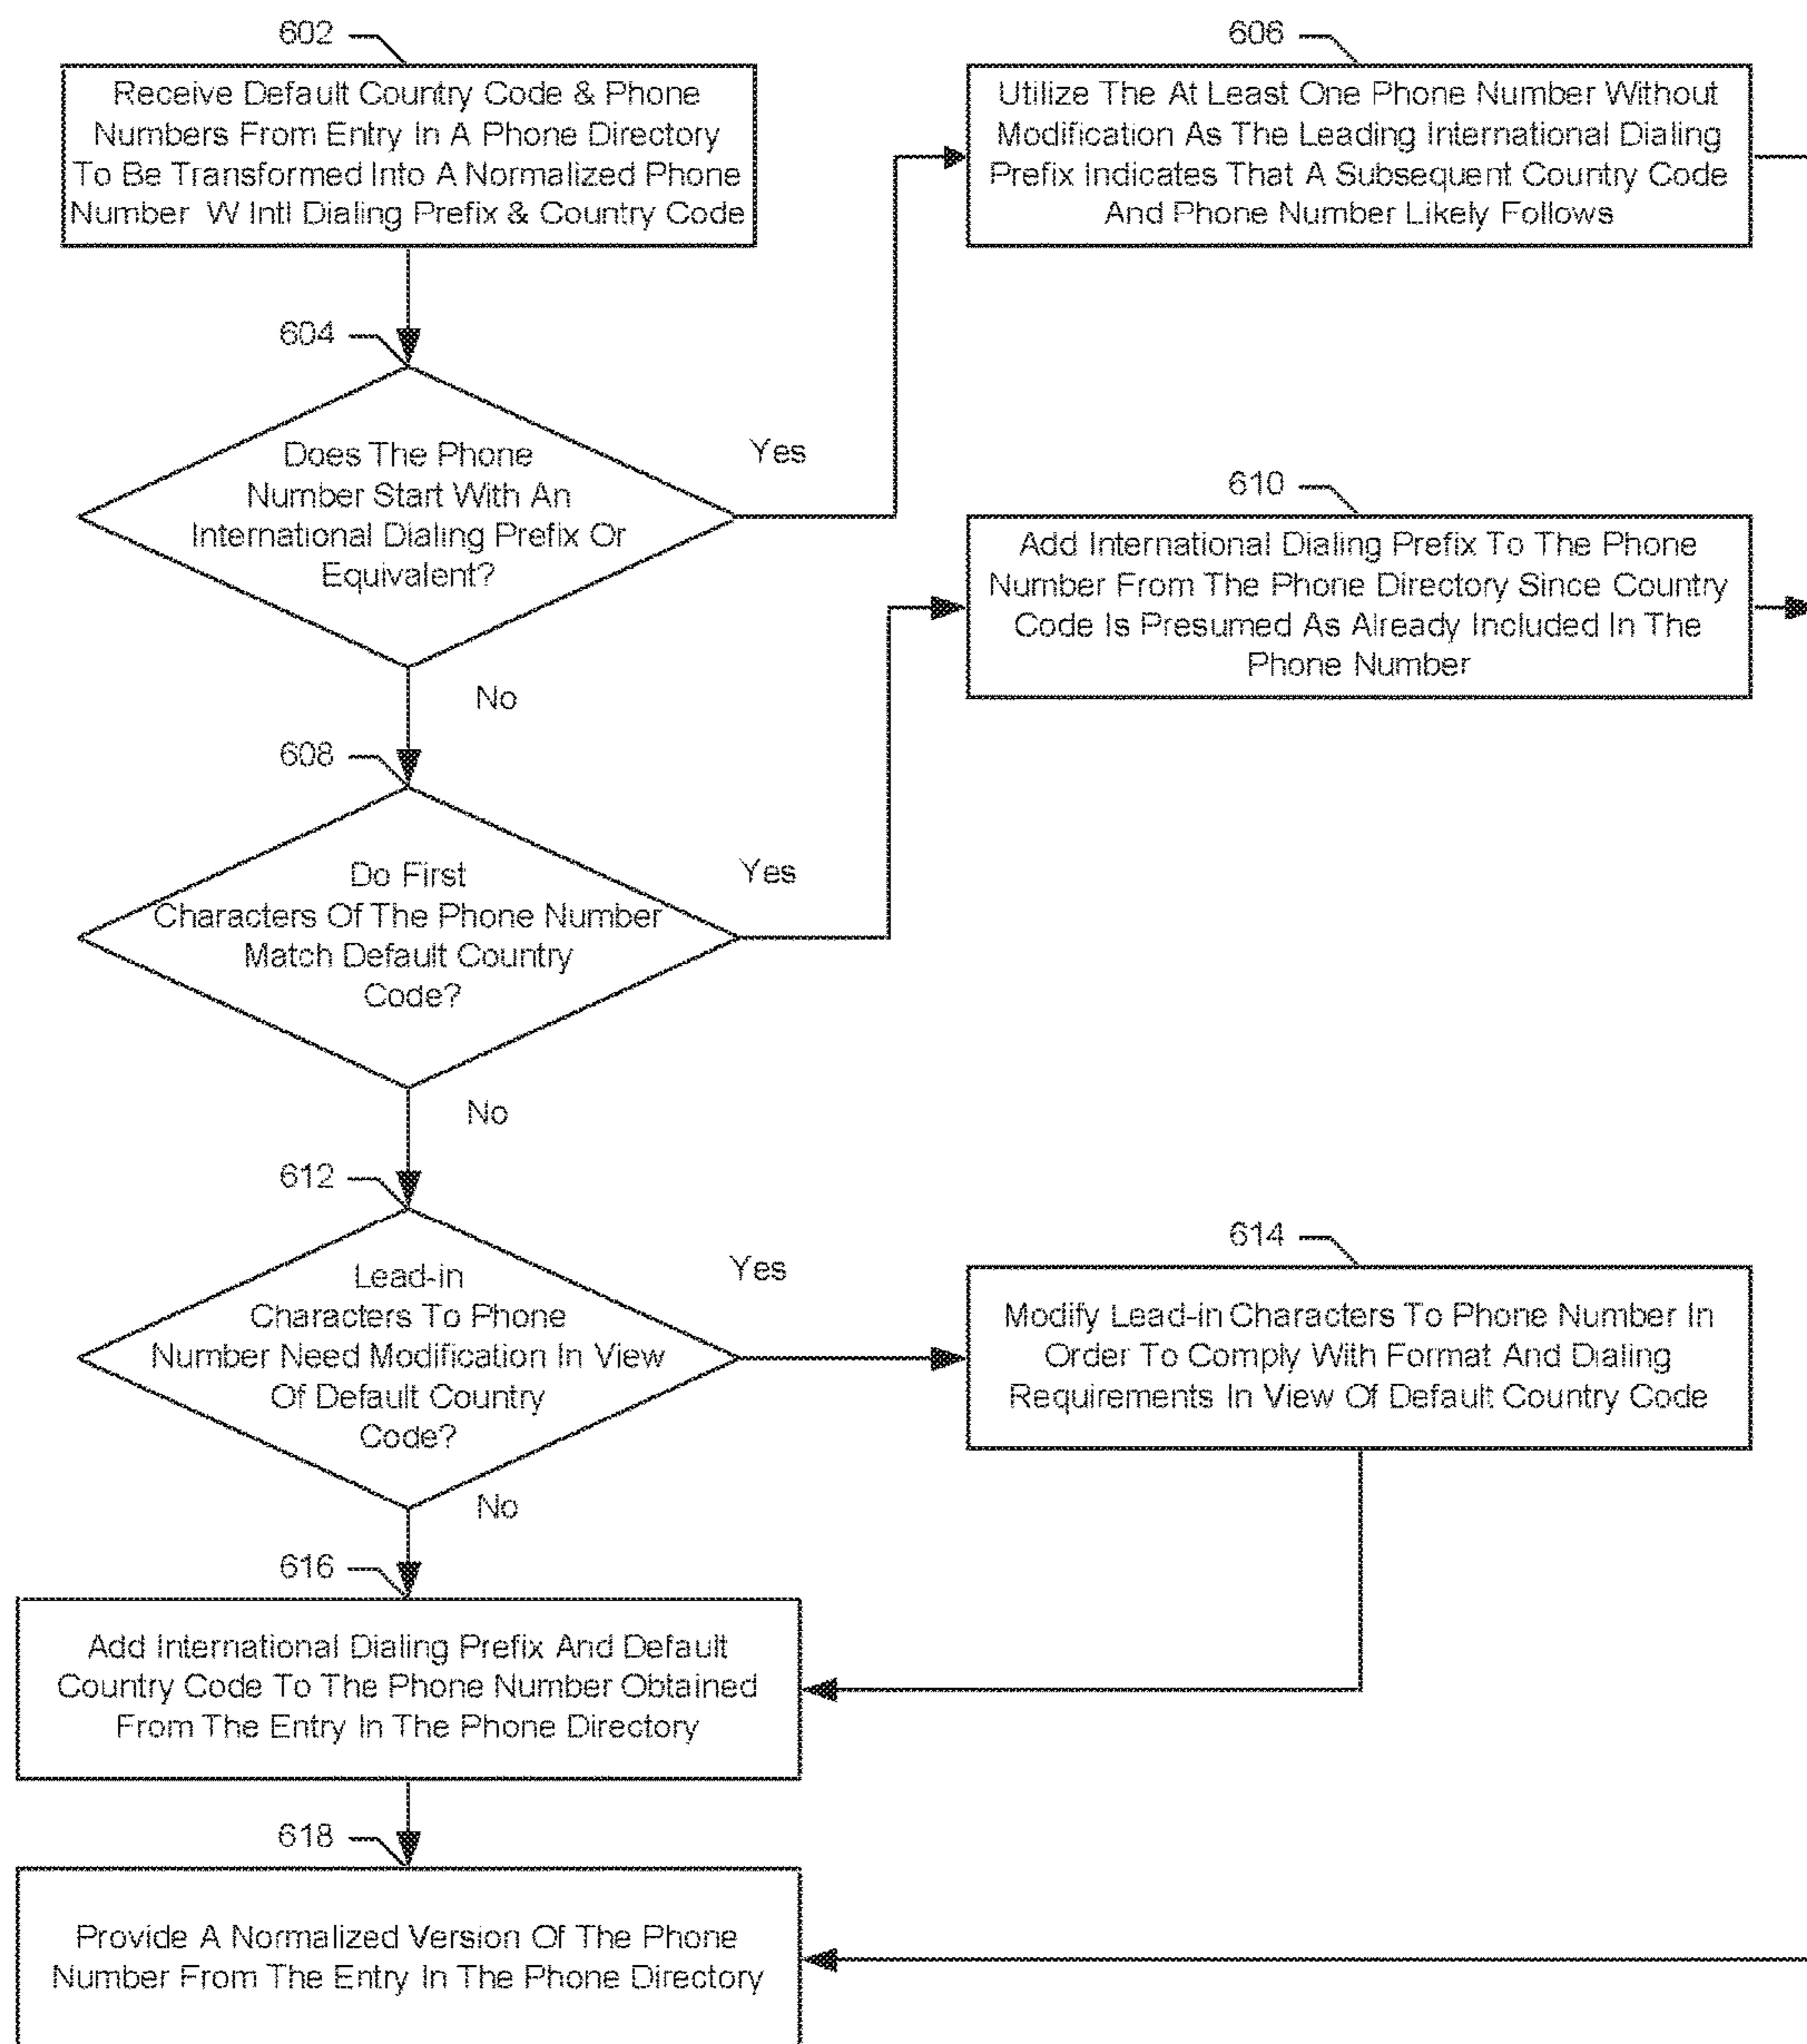 602
Receive Default Country Code & Phone
Numbers From Entry In A Phone Directory
To Be Transformed Into A Normalized Phone
Number W Intl Dialing Prefix & Country Code
606
Utilize The At Least One Phone Number Without
Modification As The Leading International Dialing
Prefix Indicates That A Subsequent Country Code
And Phone Number Likely Follows
604
Does The Phone
Number Start With An
International Dialing Prefix Or
Equivalent?
Yes
No
610
Add International Dialing Prefix To The Phone
Number From The Phone Directory Since Country
Code Is Presumed As Already Included In The
Phone Number
608
Do First
Characters Of The Phone Number
Match Default Country
Code?
Yes
No
612
Lead-in
Characters To Phone
Number Need Modification In View
Of Default Country
Code?
Yes
No
614
Modify Lead-in Characters To Phone Number In
Order To Comply With Format And Dialing
Requirements In View Of Default Country Code
616
Add International Dialing Prefix And Default
Country Code To The Phone Number Obtained
From The Entry In The Phone Directory
618
Provide A Normalized Version Of The Phone
Number From The Entry In The Phone Directory